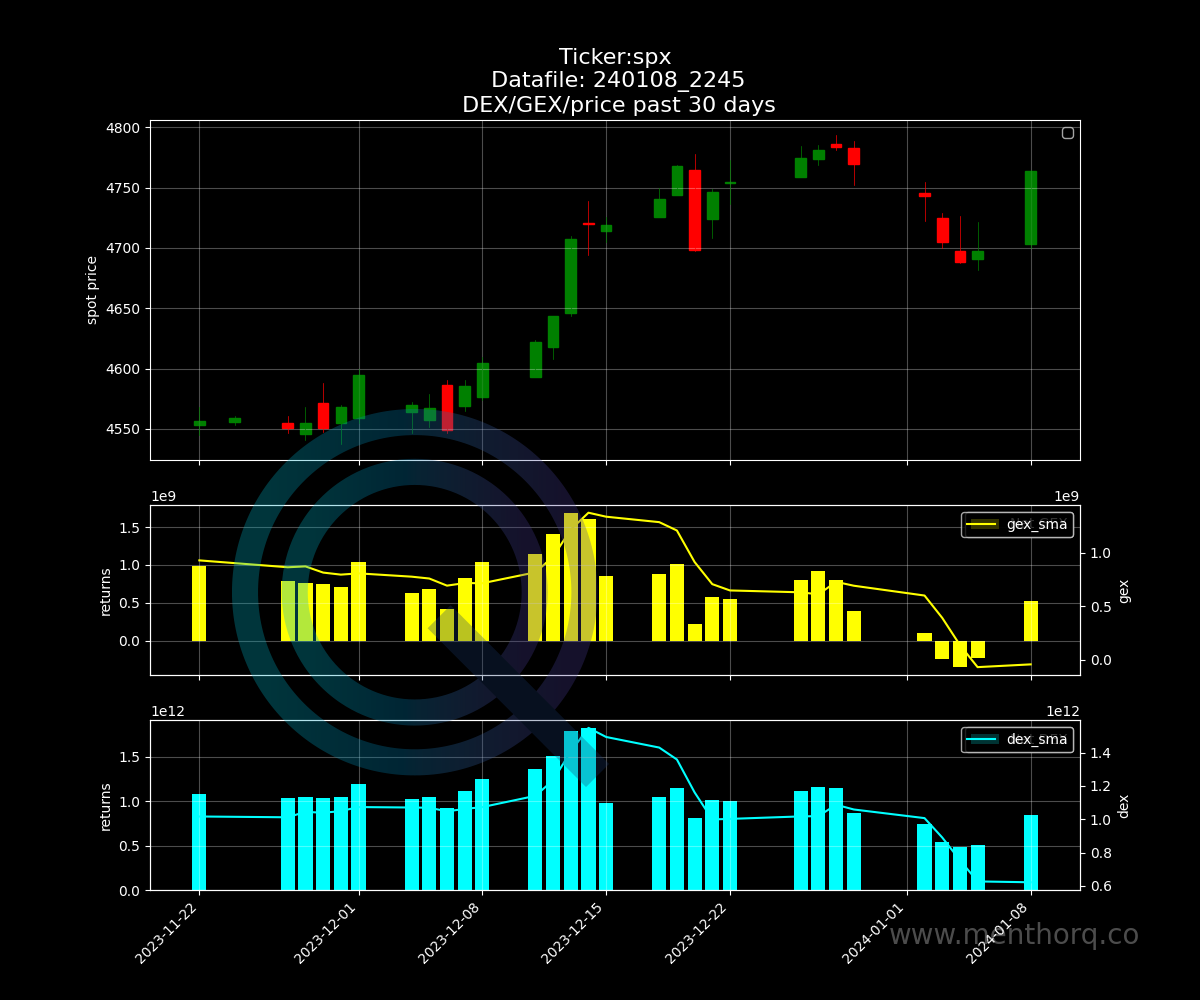 Ticker:spx
Datafile: 240108_2245
DEX/GEX/price past 30 days
4800
4750
4700
4650
4600
4550
spot price
1e9
1e9
1.5
1.0
0.5
0.0
returns
gex_sma
1.0
0.5
0.0
gex
1e12
1e12
1.5
1.0
0.5
0.0
returns
dex_sma
1.4
1.2
1.0
0.8
0.6
dex
2023-11-22
2023-12-01
2023-12-08
2023-12-15
2023-12-22
2024-01-01
2024-01-08
www.menthorq.co